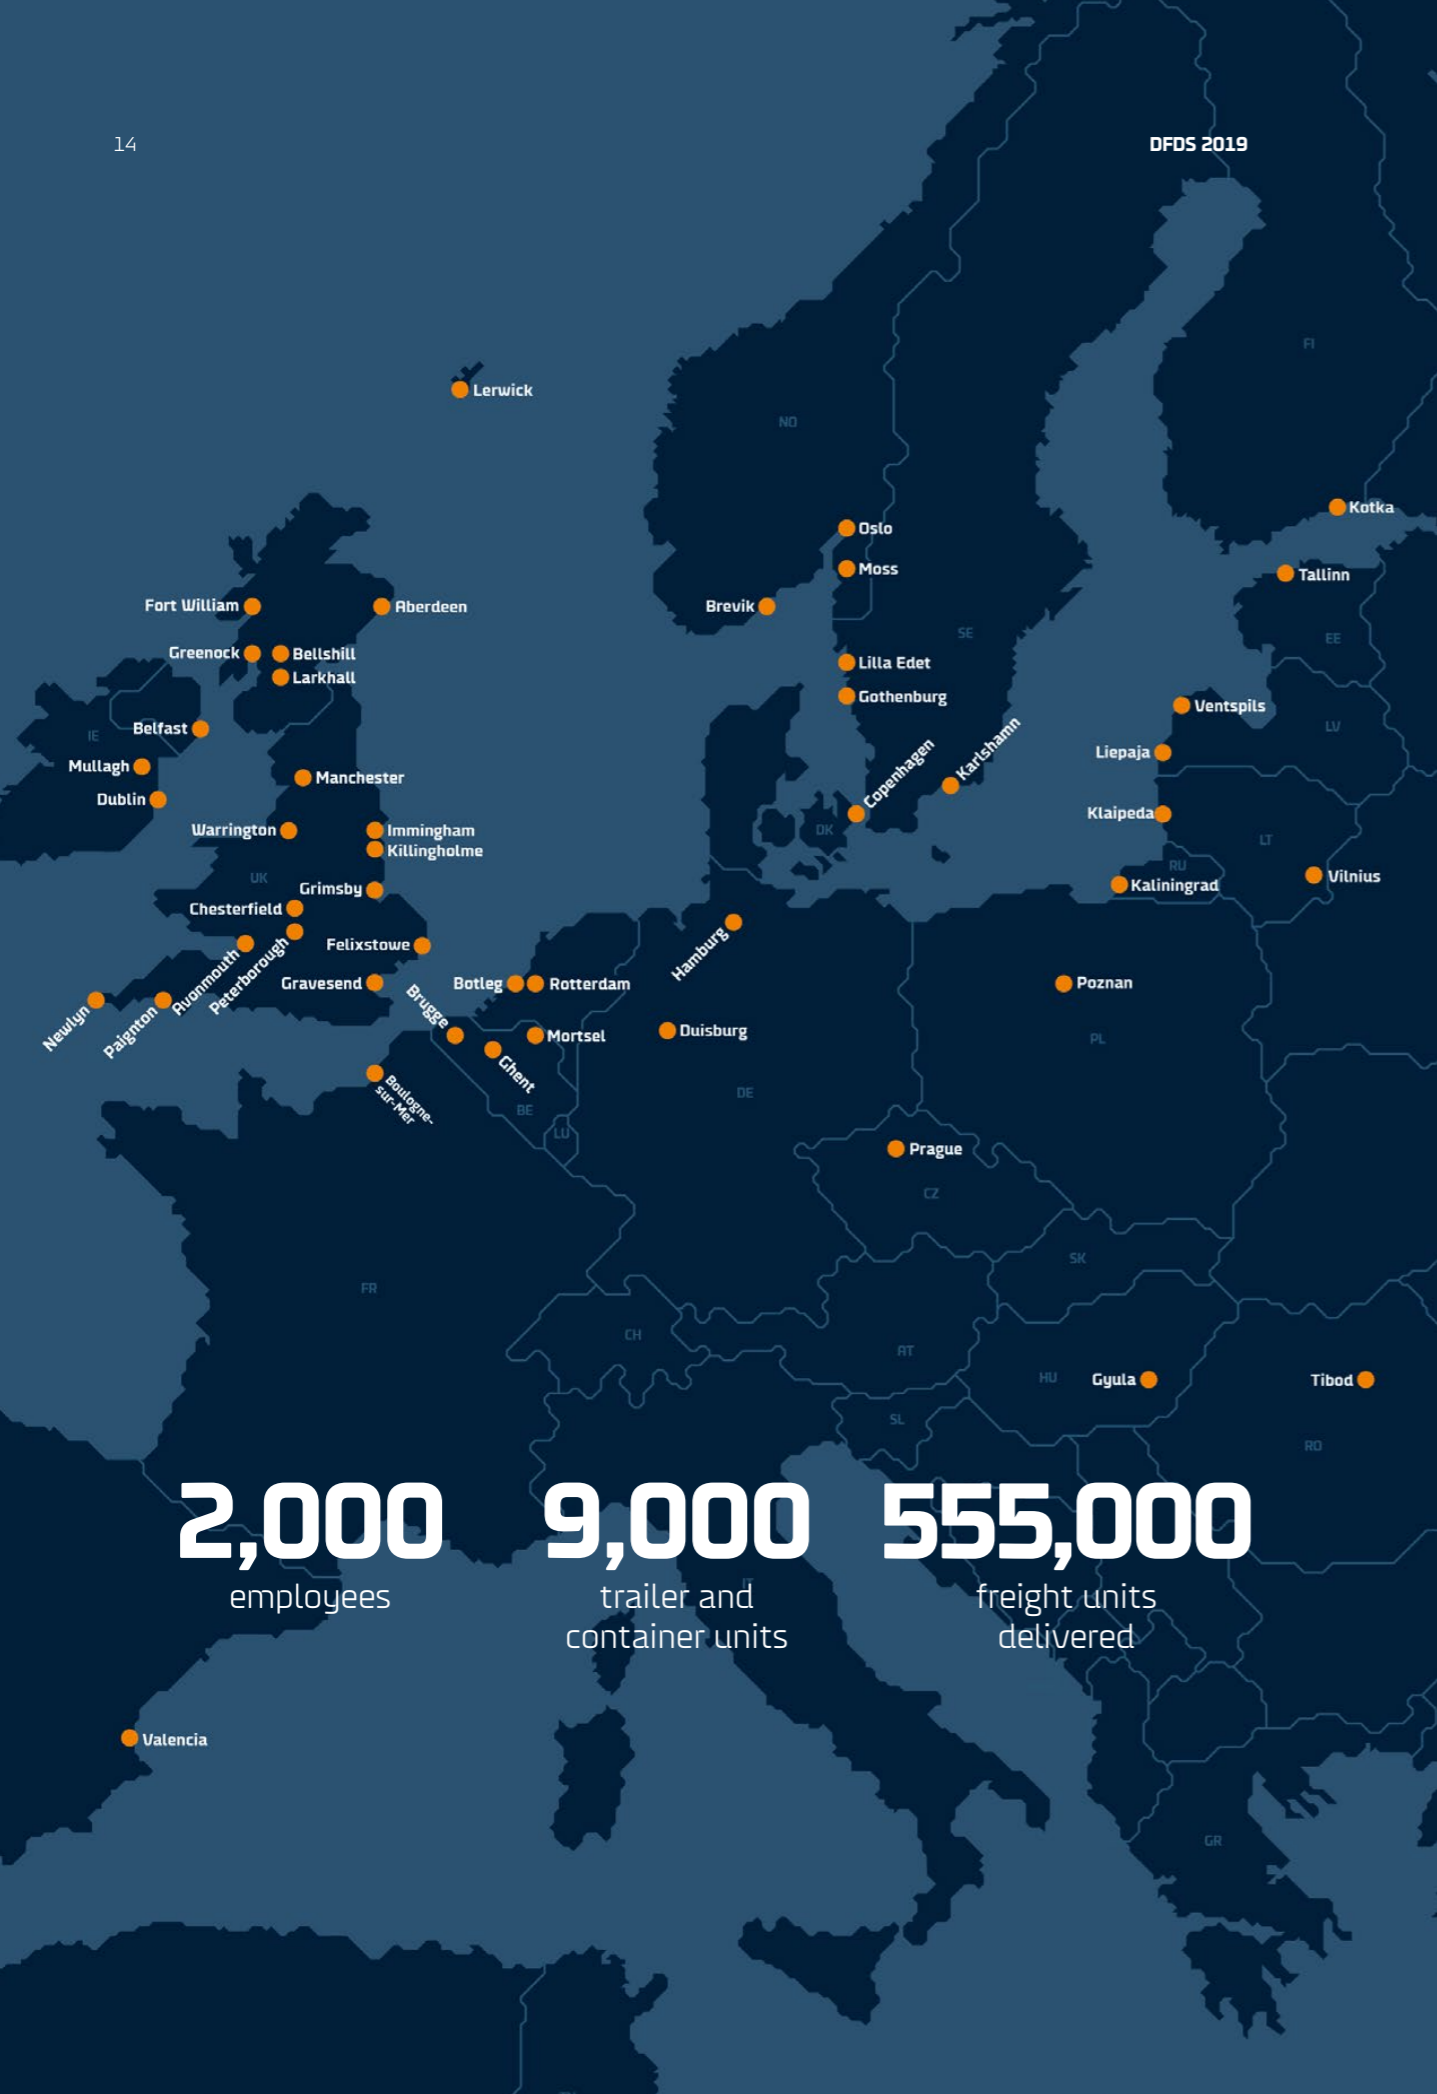 14
DFDS 2019
FI
Lerwick
NO
Kotka
Oslo
Moss
Tallinn
Fort William
Aberdeen
Brevik
SE
EE
Greenock
Bellshill
Lilla Edet
Larkhall
Gothenburg
Ventspils
Belfast
IE
LV
Copenhagen
Karlshamn
Liepaja
Mullagh
Manchester
Dublin
Klaipeda
Warrington
Immingham
DK
LT
Killingholme
RU
UK
Grimsby
Kaliningrad
Vilnius
Chesterfield
Peterborough
Avonmouth
Felixstowe
Hamburg
Gravesend
Botleg
Rotterdam
Poznan
Newlyn
Paignton
Brugge
Mortsel
Duisburg
PL
Ghent
Boulogne-
sur-Mer
DE
BE
LU
Prague
CZ
SK
FR
CH
AT
HU
Gyula
Tibod
SL
RO
2,000
9,000
555,000
IT
employees
trailer and
container units
freight units
delivered
Valencia
GR